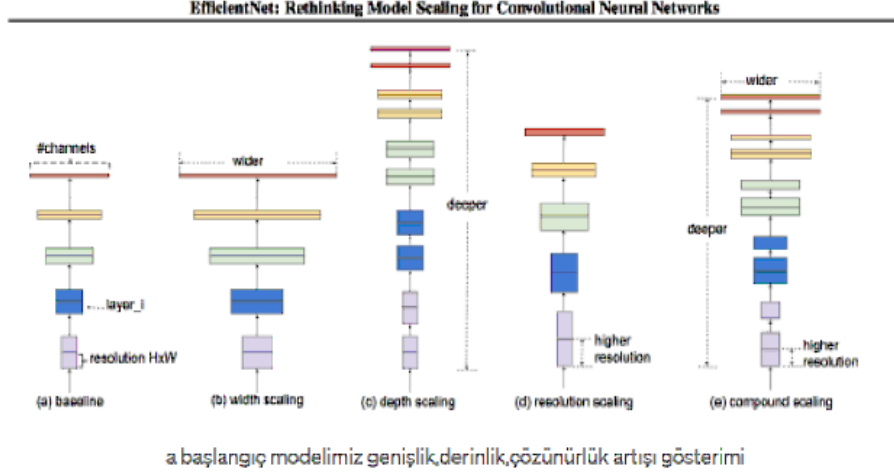 EfficientNet: Rethinking Model Scaling for Convolutional Neural Networks
#channels
layer_i
resolution HxW
(a) baseline
wider
(b) width scaling
deeper
(c) depth scaling
higher
resolution
(d) resolution scaling
wider
deeper
higher
resolution
(e) compound scaling
a başlangıç modelimiz genişlik,derinlik,çözünürlük artışı gösterimi